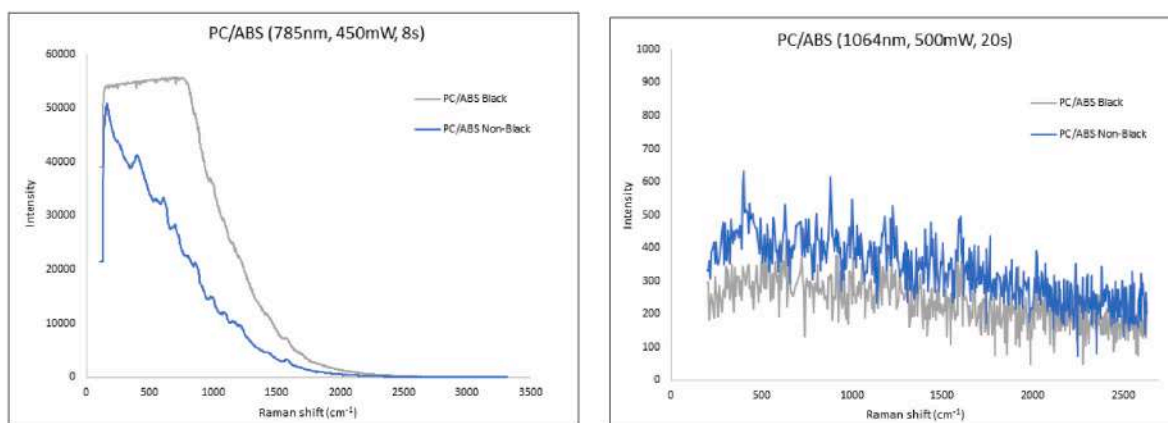 PC/ABS (785nm, 450mW, 8s)
60000
50000
40000
30000
20000
10000
0
Intensity
PC/ABS Black
PC/ABS Non-Black
0 500 1000 1500 2000 2500 3000 3500
Raman shift (cm⁻¹)
PC/ABS (1064nm, 500mW, 20s)
1000
900
800
700
600
500
400
300
200
100
0
Intensity
PC/ABS Black
PC/ABS Non-Black
0 500 1000 1500 2000 2500
Raman shift (cm⁻¹)